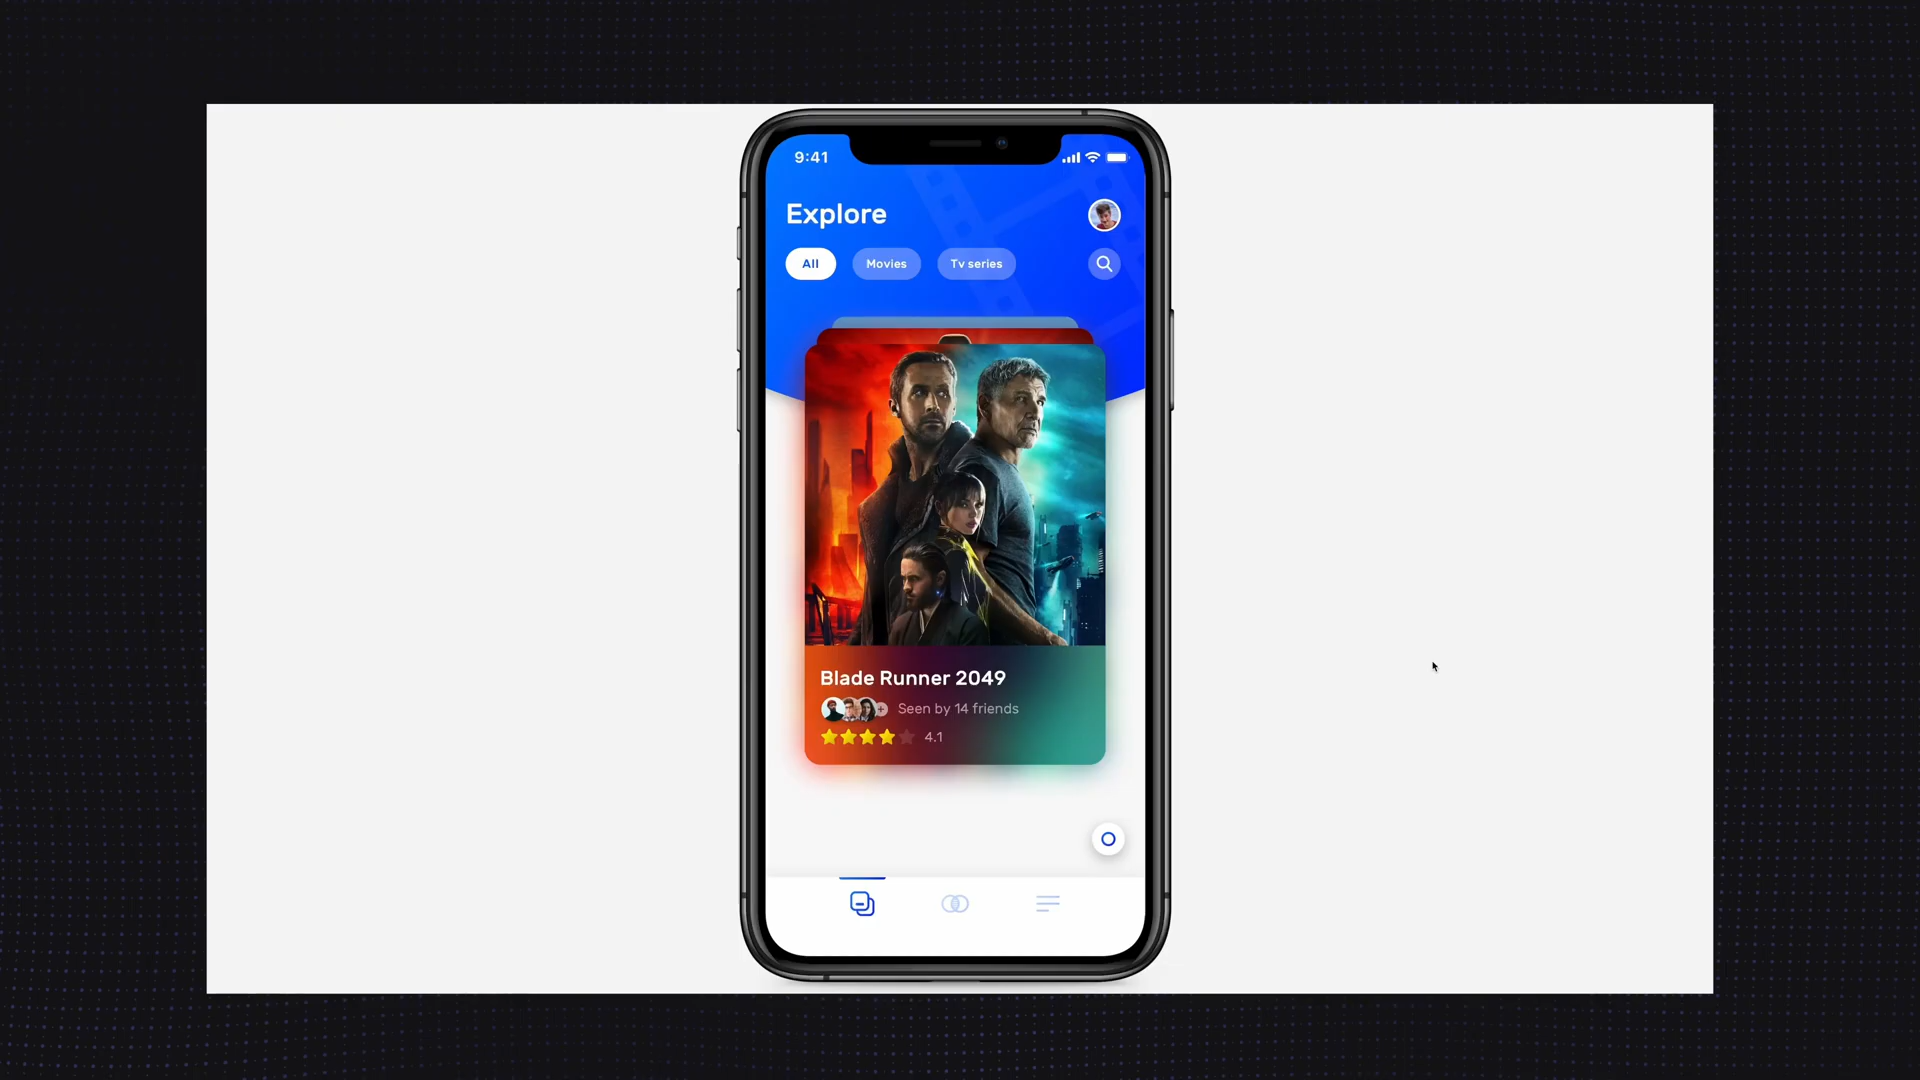 9:41
Explore
All Movies Tv series
Blade Runner 2049
Seen by 14 friends
4.1